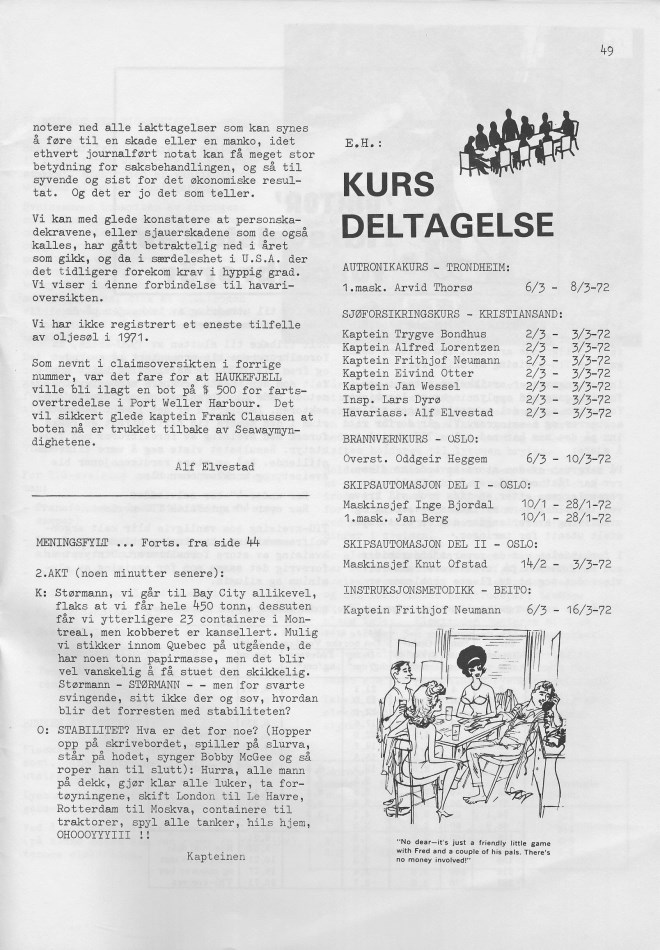 49
notere ned alle iakttagelser som kan synes
å føre til en skade eller en manko, idet
ethvert journalført notat kan få meget stor
betydning for saksbehandlingen, og så til
syvende og sist for det økonomiske resul-
tat.  Og det er jo det som teller.
Vi kan med glede konstatere at personska-
dekravene, eller sjauerskadene som de også
kalles, har gått betraktelig ned i året
som gikk, og da i særdeleshet i U.S.A. der
det tidligere forekom krav i hyppig grad.
Vi viser i denne forbindelse til havari-
oversikten.
Vi har ikke registrert et eneste tilfelle
av oljesøl i 1971.
Som nevnt i claimsoversikten i forrige
nummer, var det fare for at HAUKEFJELL
ville bli ilagt en bot på $ 500 for farts-
overtredelse i Port Weller Harbour.  Det
vil sikkert glede kaptein Frank Claussen at
boten nå er trukket tilbake av Seawaymyn-
dighetene.
Alf Elvestad
MENINGSFYLT ... Forts. fra side 44
2.AKT (noen minutter senere):
K: Størmann, vi går til Bay City allikevel,
flaks at vi får hele 450 tonn, dessuten
får vi ytterligere 23 containere i Mon-
treal, men kobberet er kansellert. Mulig
vi stikker innom Quebec på utgående, de
har noen tonn papirmasse, men det blir
vel vanskelig å få stuet den skikkelig.
Størmann - STØRMANN - - men for svarte
svingende, sitt ikke der og sov, hvordan
blir det forresten med stabiliteten?
O: STABILITET? Hva er det for noe? (Hopper
opp på skrivebordet, spiller på slurva,
står på hodet, synger Bobby McGee og så
roper han til slutt): Hurra, alle mann
på dekk, gjør klar alle luker, ta for-
tøyningene, skift London til Le Havre,
Rotterdam til Moskva, containere til
traktorer, spyl alle tanker, hils hjem,
OHOOOYYYIII !!
Kapteinen
E.H.:
KURS
DELTAGELSE
AUTRONIKAKURS - TRONDHEIM:
1.mask. Arvid Thorsø 6/3 - 8/3-72
SJØFORSIKRINGSKURS - KRISTIANSAND:
Kaptein Trygve Bondhus 2/3 - 3/3-72
Kaptein Alfred Lorentzen 2/3 - 3/3-72
Kaptein Frithjof Neumann 2/3 - 3/3-72
Kaptein Eivind Otter 2/3 - 3/3-72
Kaptein Jan Wessel 2/3 - 3/3-72
Insp. Lars Dyrø 2/3 - 3/3-72
Havariass. Alf Elvestad 2/3 - 3/3-72
BRANNVERNKURS - OSLO:
Overst. Oddgeir Heggem 6/3 - 10/3-72
SKIPSAUTOMASJON DEL I - OSLO:
Maskinsjef Inge Bjordal 10/1 - 28/1-72
1.mask. Jan Berg 10/1 - 28/1-72
SKIPSAUTOMASJON DEL II - OSLO:
Maskinsjef Knut Ofstad 14/2 - 3/3-72
INSTRUKSJONSMETODIKK - BEITO:
Kaptein Frithjof Neumann 6/3 - 16/3-72
"No dear—it's just a friendly little game
with Fred and a couple of his pals. There's
no money involved!"